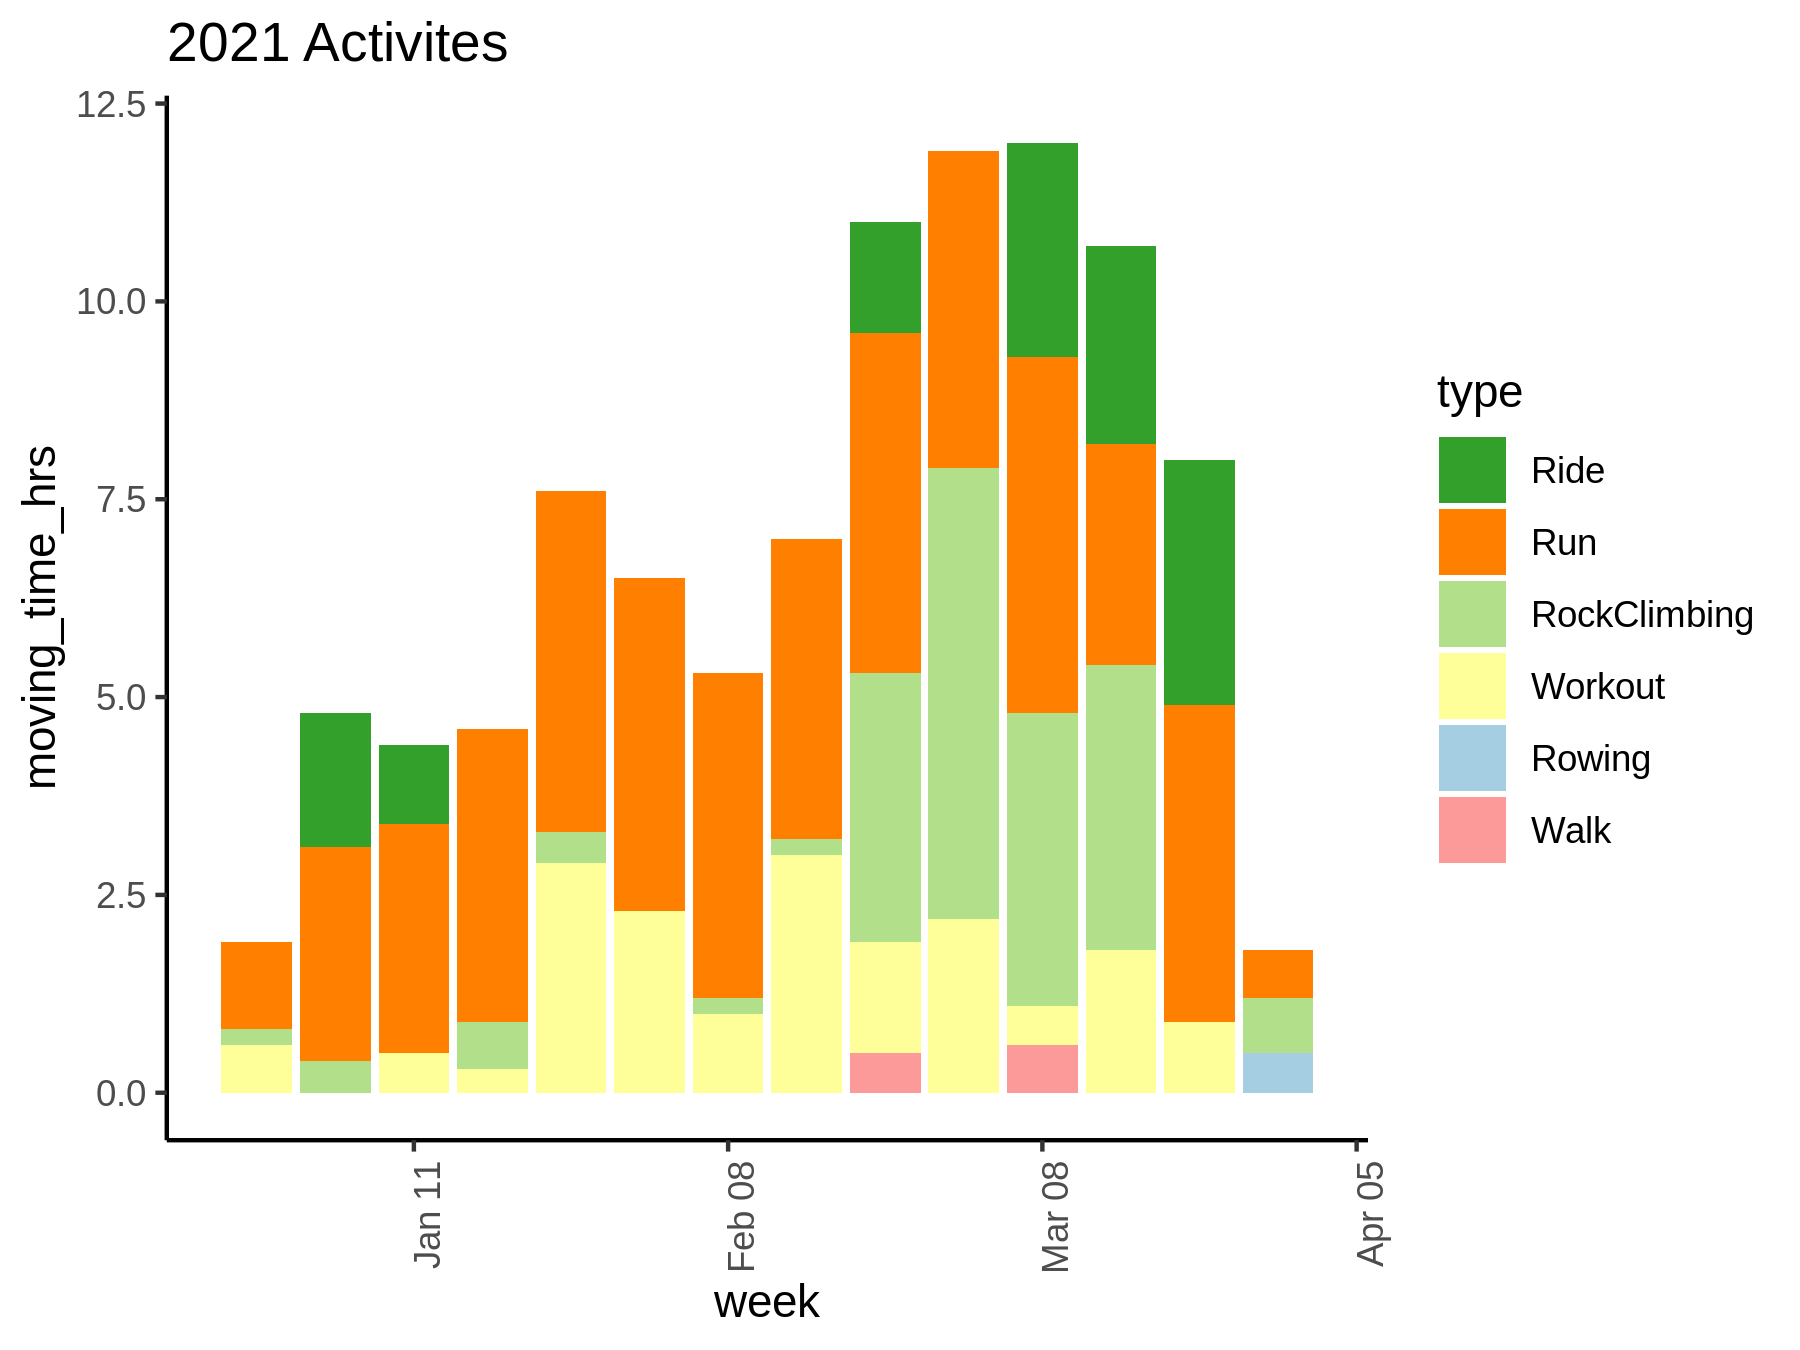 2021 Activites
12.5
10.0
7.5
5.0
2.5
0.0
moving_time_hrs
Jan 11
Feb 08
Mar 08
Apr 05
week
type
Ride
Run
RockClimbing
Workout
Rowing
Walk